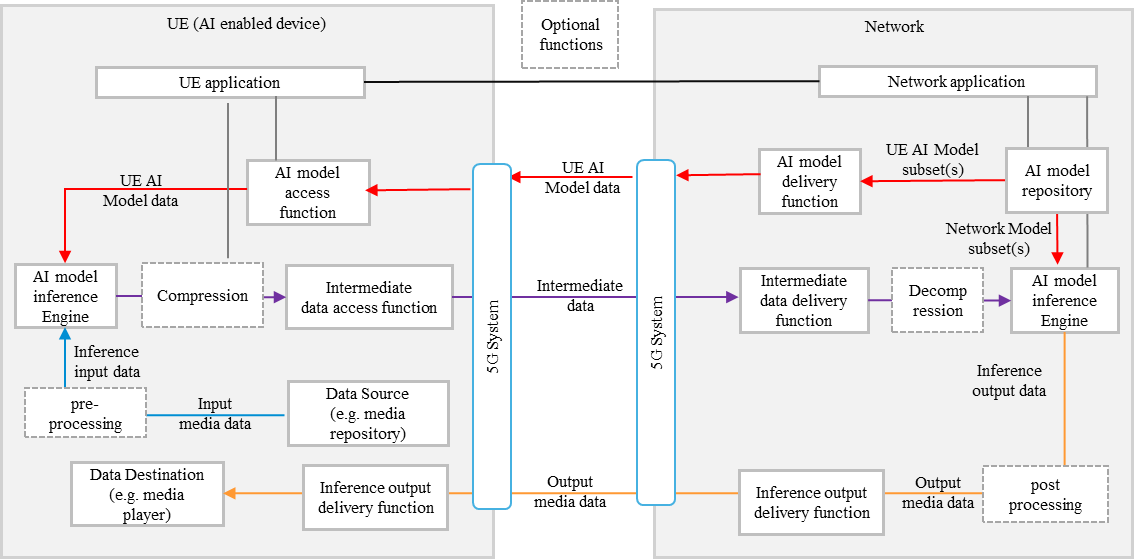 UE (AI enabled device)
Optional
functions
Network
UE application
Network application
AI model
access
function
UE AI
Model data
UE AI
Model data
AI model
delivery
function
UE AI Model
subset(s)
AI model
repository
Network Model
subset(s)
AI model
inference
Engine
Compression
Intermediate
data access function
5G System
Intermediate
data
5G System
Intermediate
data delivery
function
Decomp
ression
AI model
inference
Engine
Inference
input data
Inference
output data
pre-
processing
Input
media data
Data Source
(e.g. media
repository)
Data Destination
(e.g. media
player)
Inference output
delivery function
Output
media data
Inference output
delivery function
Output
media data
post
processing